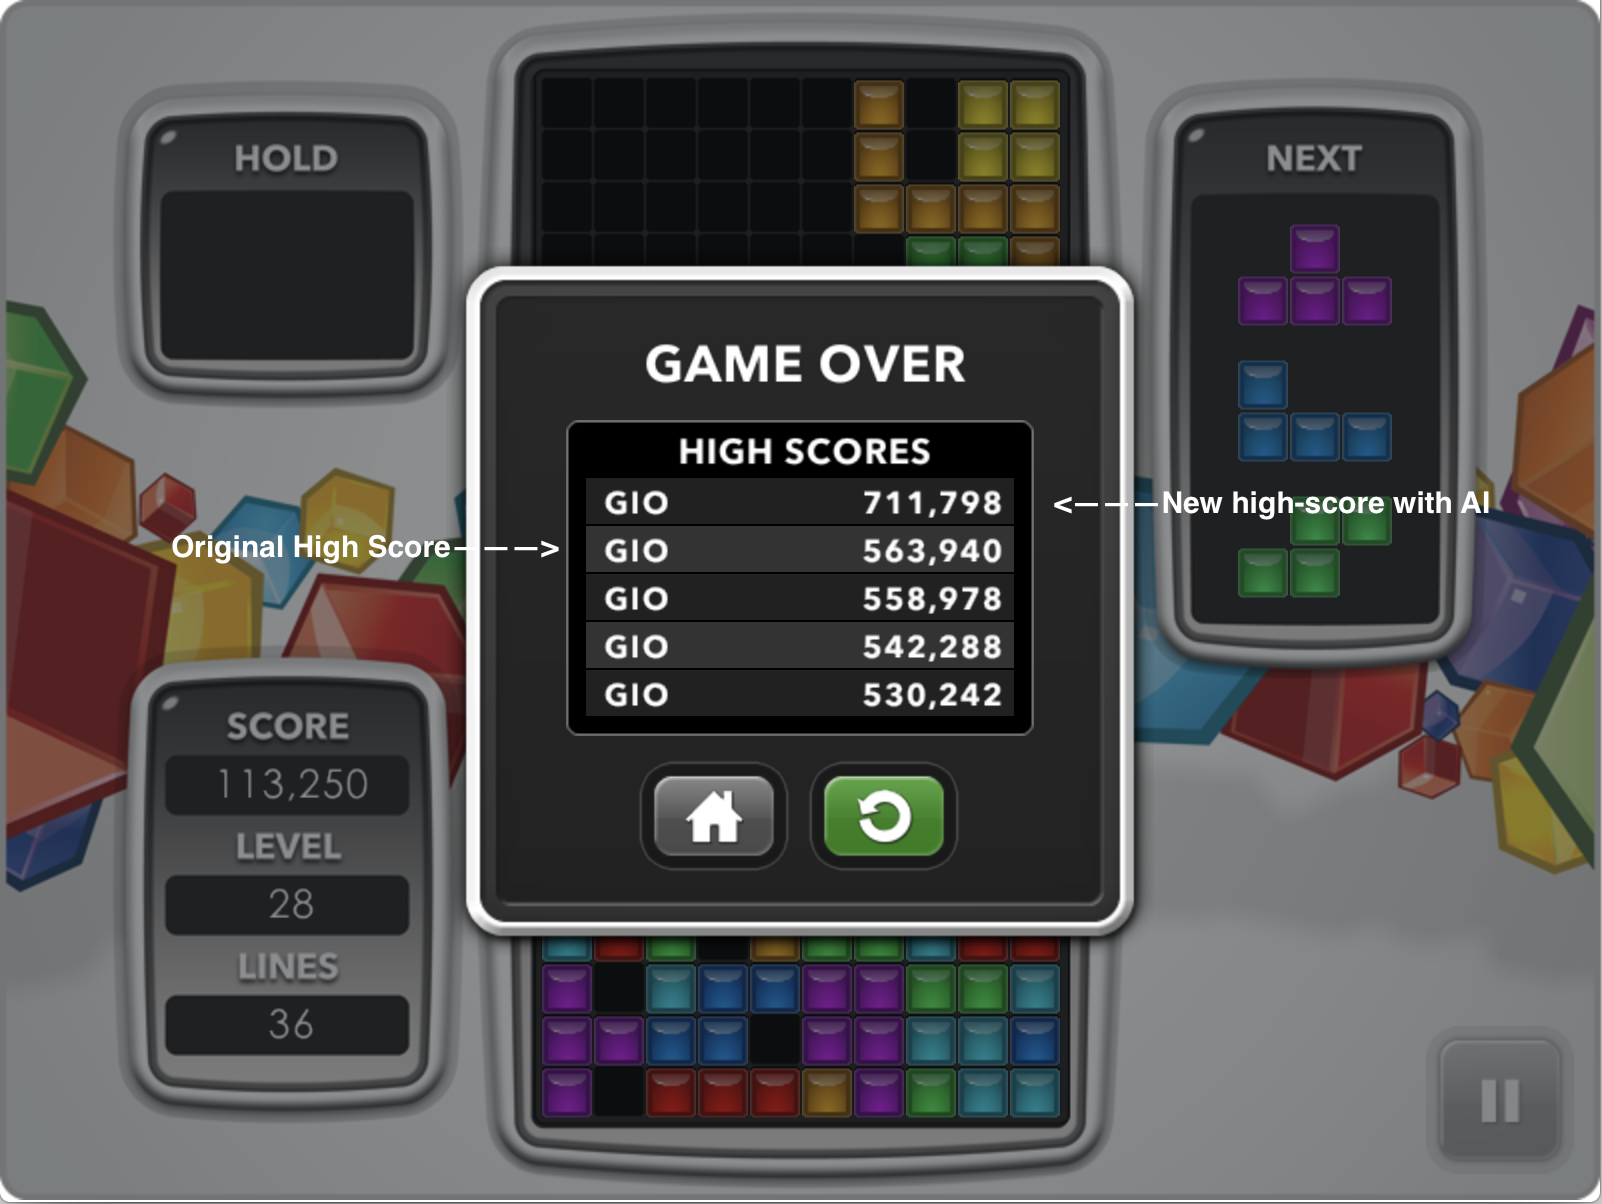 HOLD
NEXT
GAME OVER
HIGH SCORES
GIO 711,798
<– – –New high-score with AI
Original High Score– – –>
GIO 563,940
GIO 558,978
GIO 542,288
GIO 530,242
SCORE
113,250
LEVEL
28
LINES
36